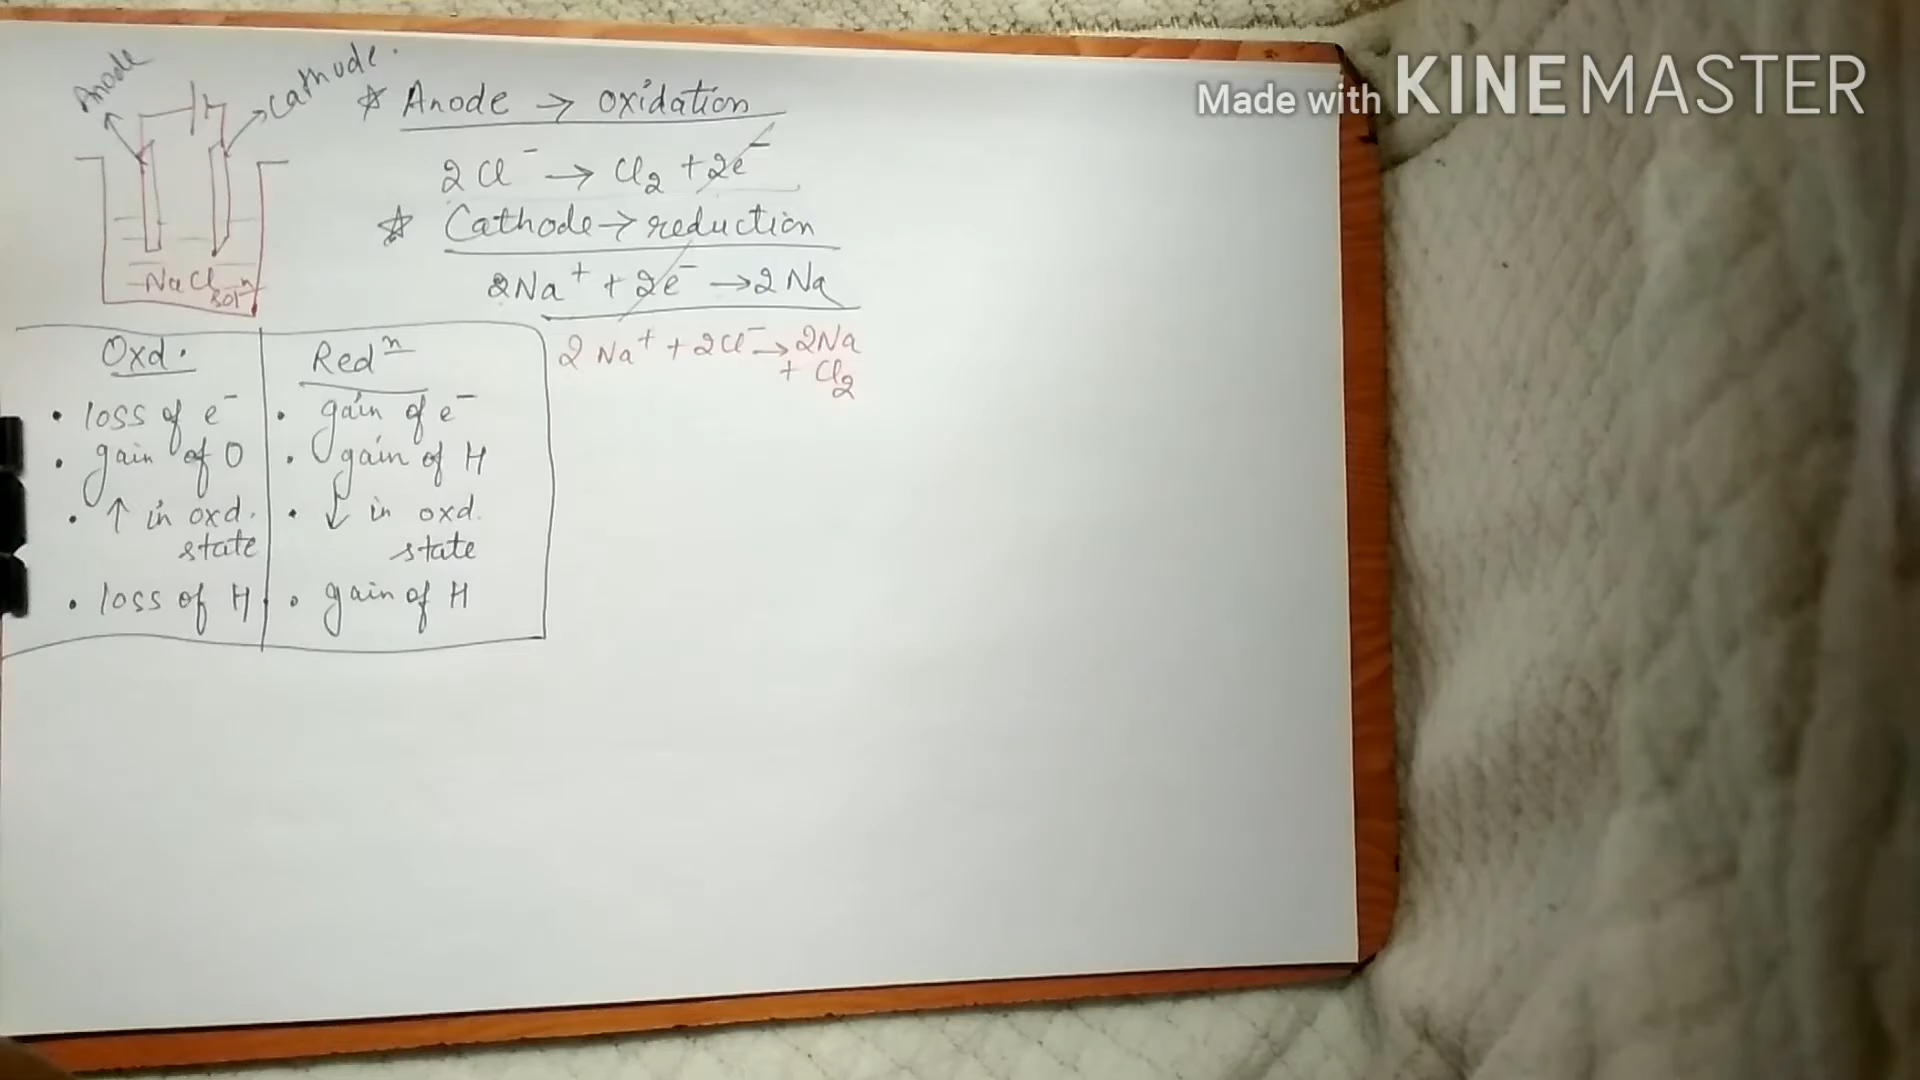 Anode
Cathode.
NaCl
solⁿ
☆ Anode → oxidation
2Cl⁻ → Cl₂ + 2e⁻
☆ Cathode → reduction
2Na⁺ + 2e⁻ → 2Na
2Na⁺ + 2Cl⁻ → 2Na
+ Cl₂
Oxd.
• loss of e⁻
• gain of O
• ↑ in oxd.
state
• loss of H
Redⁿ
• gain of e⁻
• gain of H
• ↓ in oxd.
state
• gain of H
Made with KINEMASTER